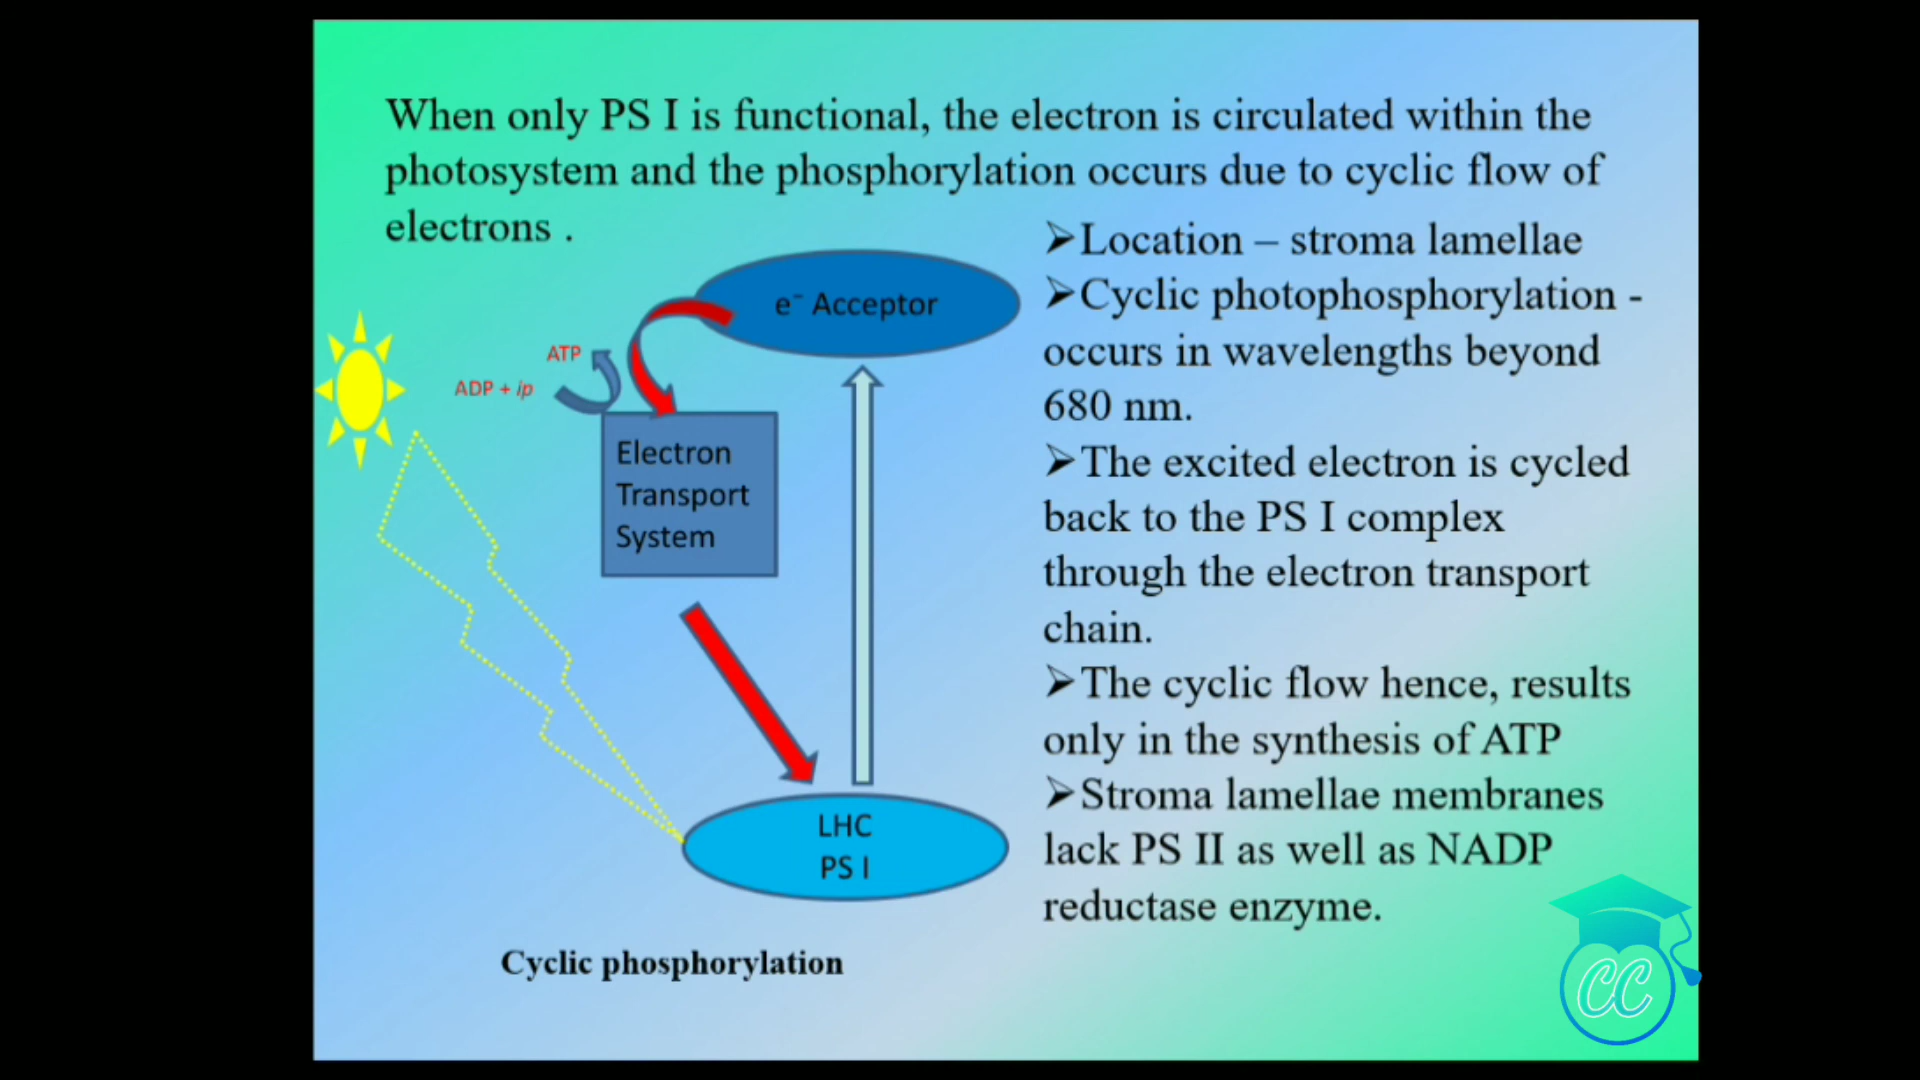 When only PS I is functional, the electron is circulated within the
photosystem and the phosphorylation occurs due to cyclic flow of
electrons .
e⁻ Acceptor
ATP
ADP + ip
Electron
Transport
System
LHC
PS I
Cyclic phosphorylation
➢Location – stroma lamellae
➢Cyclic photophosphorylation -
occurs in wavelengths beyond
680 nm.
➢The excited electron is cycled
back to the PS I complex
through the electron transport
chain.
➢The cyclic flow hence, results
only in the synthesis of ATP
➢Stroma lamellae membranes
lack PS II as well as NADP
reductase enzyme.
CC